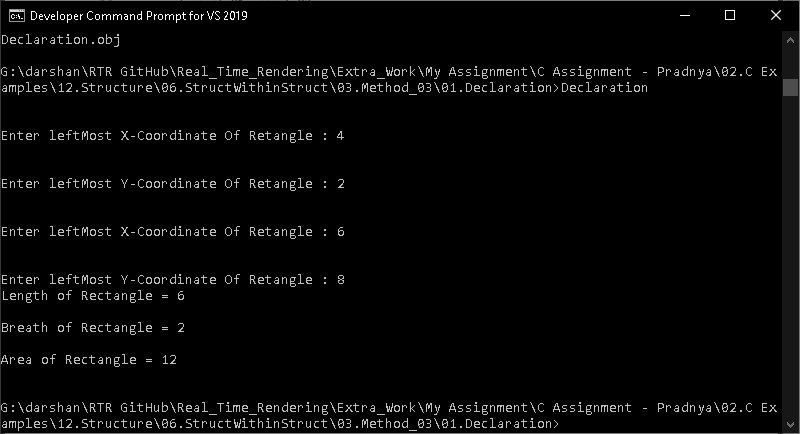 Developer Command Prompt for VS 2019
Declaration.obj
G:\darshan\RTR GitHub\Real_Time_Rendering\Extra_Work\My Assignment\C Assignment - Pradnya\02.C Ex
amples\12.Structure\06.StructWithinStruct\03.Method_03\01.Declaration>Declaration
Enter leftMost X-Coordinate Of Retangle : 4
Enter leftMost Y-Coordinate Of Retangle : 2
Enter leftMost X-Coordinate Of Retangle : 6
Enter leftMost Y-Coordinate Of Retangle : 8
Length of Rectangle = 6
Breath of Rectangle = 2
Area of Rectangle = 12
G:\darshan\RTR GitHub\Real_Time_Rendering\Extra_Work\My Assignment\C Assignment - Pradnya\02.C Ex
amples\12.Structure\06.StructWithinStruct\03.Method_03\01.Declaration>